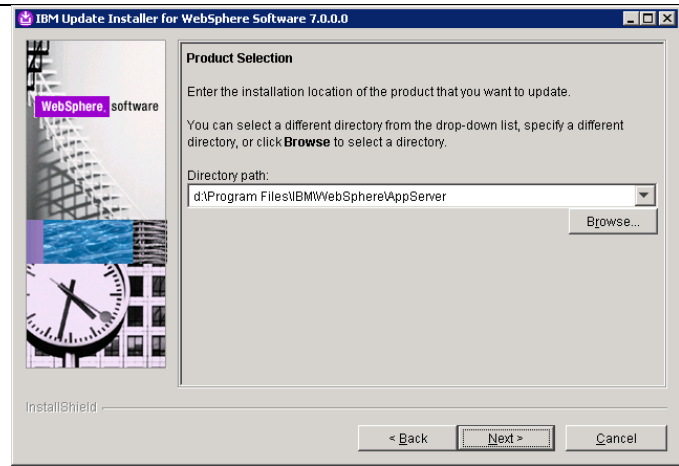 IBM Update Installer for WebSphere Software 7.0.0.0
WebSphere. software
Product Selection
Enter the installation location of the product that you want to update.
You can select a different directory from the drop-down list, specify a different
directory, or click Browse to select a directory.
Directory path:
d:\Program Files\IBM\WebSphere\AppServer
Browse...
InstallShield
< Back
Next >
Cancel